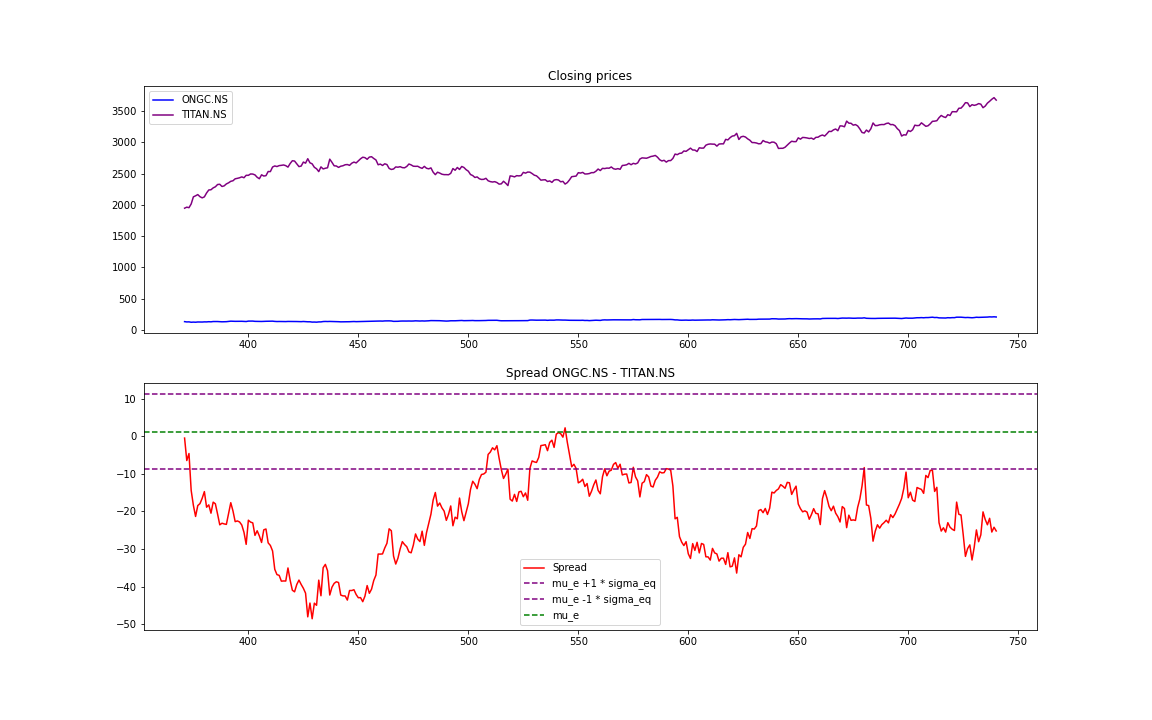 Closing prices
ONGC.NS
TITAN.NS
3500
3000
2500
2000
1500
1000
500
0
400 450 500 550 600 650 700 750
Spread ONGC.NS - TITAN.NS
10
0
−10
−20
−30
−40
−50
Spread
mu_e +1 * sigma_eq
mu_e -1 * sigma_eq
mu_e
400 450 500 550 600 650 700 750